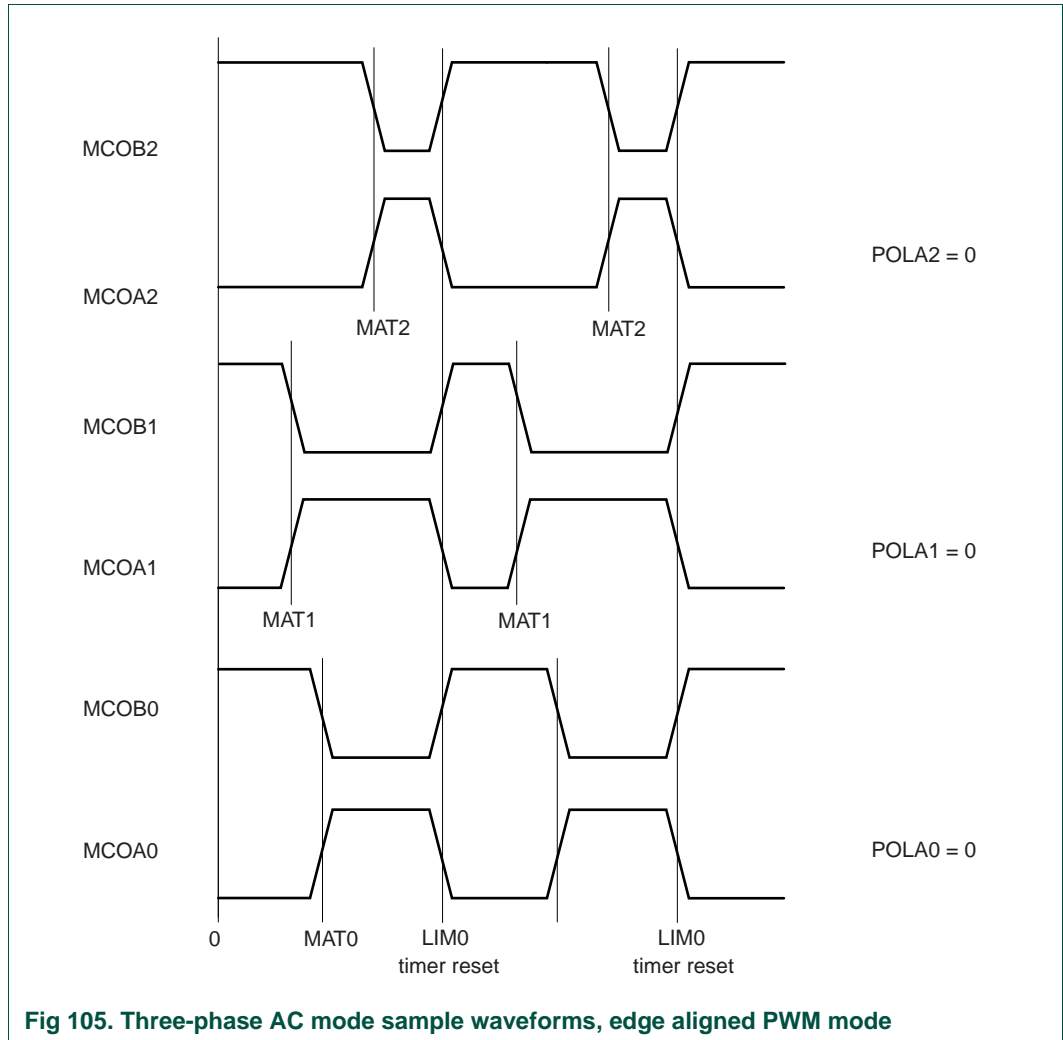 MCOB2
POLA2 = 0
MCOA2
MAT2 MAT2
MCOB1
POLA1 = 0
MCOA1
MAT1 MAT1
MCOB0
MCOA0 POLA0 = 0
0 MAT0 LIM0 LIM0
timer reset timer reset
Fig 105. Three-phase AC mode sample waveforms, edge aligned PWM mode